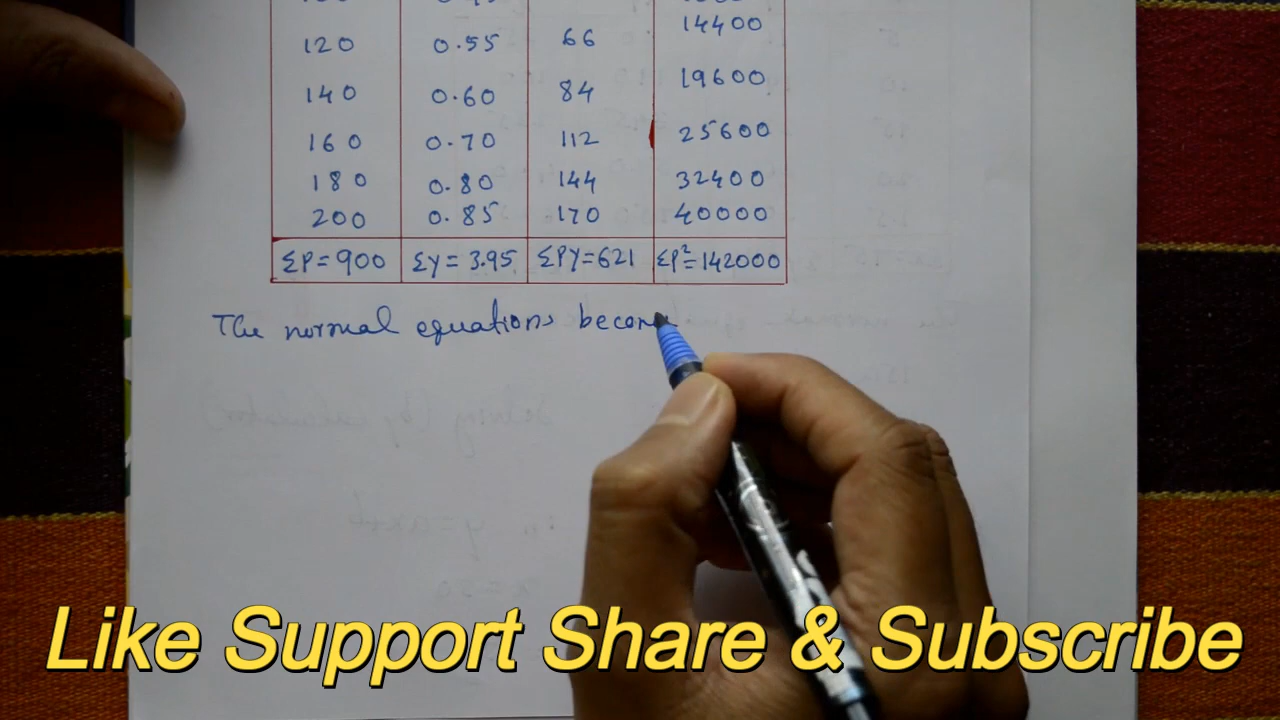 120 0.55 66 14400
140 0.60 84 19600
160 0.70 112 25600
180 0.80 144 32400
200 0.85 170 40000
ΣP=900 ΣY=3.95 ΣPY=621 ΣP²=142000
The normal equations become
Like Support Share & Subscribe